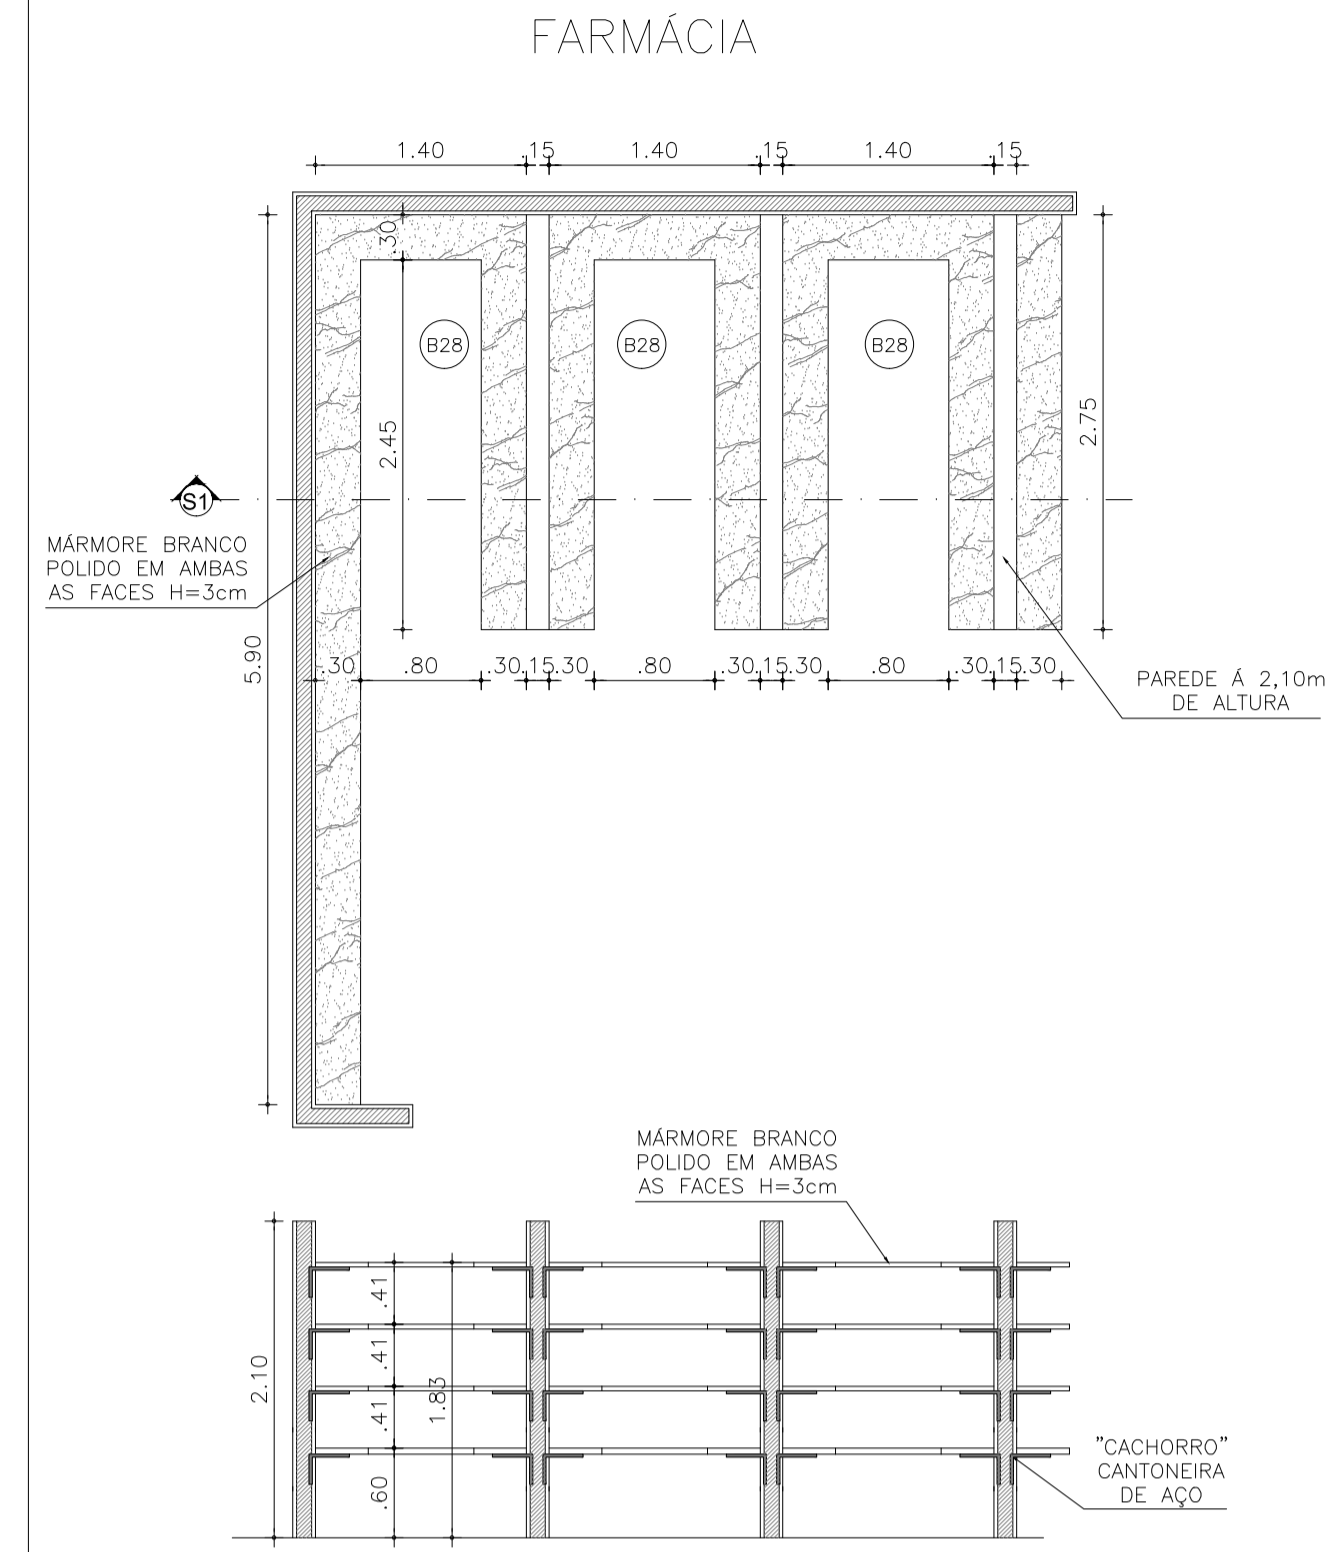 FARMÁCIA
1.40 .15 1.40 .15 1.40 .15
.30
B28 B28 B28
2.45
2.75
S1
MÁRMORE BRANCO
POLIDO EM AMBAS
AS FACES H=3cm
5.90
.30 .80 .30 .15 .30 .80 .30 .15 .30 .80 .30 .15 .30
PAREDE Á 2,10m
DE ALTURA
MÁRMORE BRANCO
POLIDO EM AMBAS
AS FACES H=3cm
2.10
.41
.41
.41
.60
1.83
"CACHORRO"
CANTONEIRA
DE AÇO